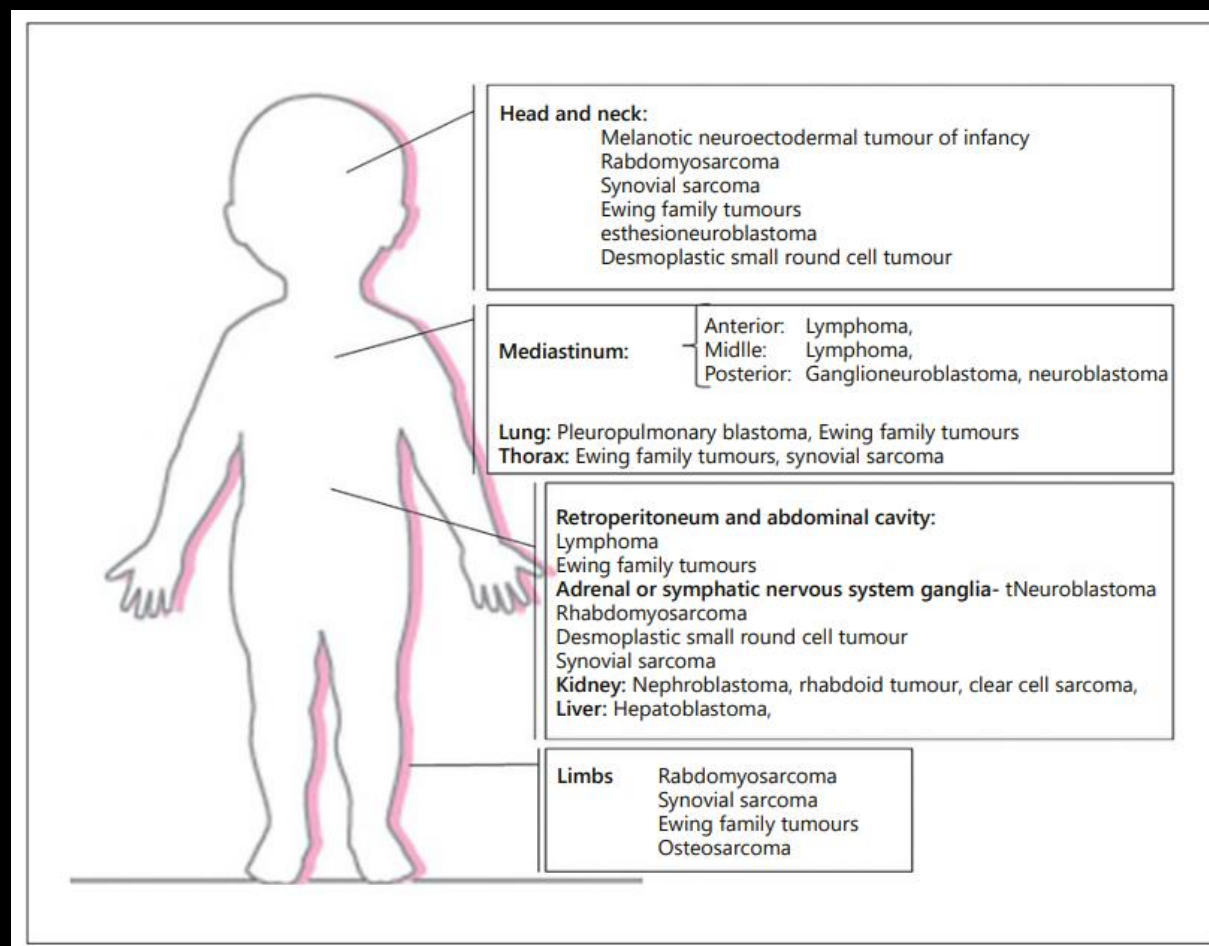 Head and neck:
Melanotic neuroectodermal tumour of infancy
Rabdomyosarcoma
Synovial sarcoma
Ewing family tumours
esthesioneuroblastoma
Desmoplastic small round cell tumour
Mediastinum:
Anterior: Lymphoma,
Midlle: Lymphoma,
Posterior: Ganglioneuroblastoma, neuroblastoma
Lung: Pleuropulmonary blastoma, Ewing family tumours
Thorax: Ewing family tumours, synovial sarcoma
Retroperitoneum and abdominal cavity:
Lymphoma
Ewing family tumours
Adrenal or symphatic nervous system ganglia- tNeuroblastoma
Rhabdomyosarcoma
Desmoplastic small round cell tumour
Synovial sarcoma
Kidney: Nephroblastoma, rhabdoid tumour, clear cell sarcoma,
Liver: Hepatoblastoma,
Limbs Rabdomyosarcoma
Synovial sarcoma
Ewing family tumours
Osteosarcoma